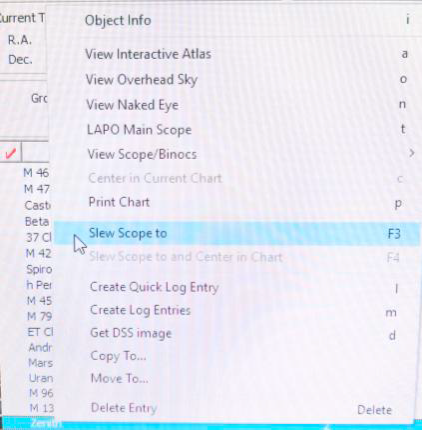 Current T
R.A.
Dec.
Gro
Object Info i
View Interactive Atlas a
View Overhead Sky o
View Naked Eye n
LAPO Main Scope t
View Scope/Binocs >
Center in Current Chart c
Print Chart p
Slew Scope to F3
Slew Scope to and Center in Chart F4
Create Quick Log Entry l
Create Log Entries m
Get DSS image d
Copy To...
Move To...
Delete Entry Delete
M 46
M 47
Cast
Beta
37 Cl
M 42
Spiro
h Per
M 45
M 79
ET Cl
Andr
Mars
Uran
M 96
M 13
Zenith